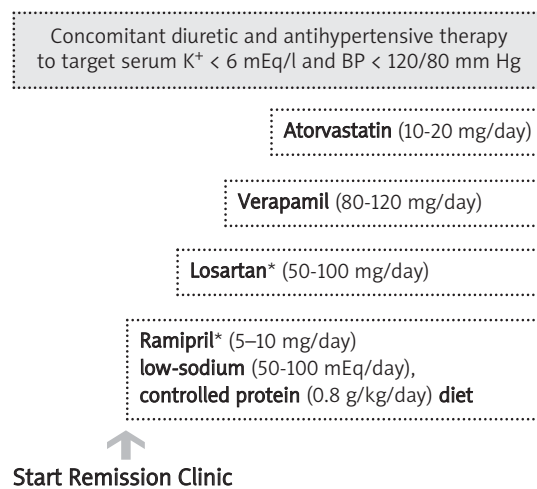 Concomitant diuretic and antihypertensive therapy
to target serum K⁺ < 6 mEq/l and BP < 120/80 mm Hg
Atorvastatin (10-20 mg/day)
Verapamil (80-120 mg/day)
Losartan* (50-100 mg/day)
Ramipril* (5–10 mg/day)
low-sodium (50-100 mEq/day),
controlled protein (0.8 g/kg/day) diet
Start Remission Clinic